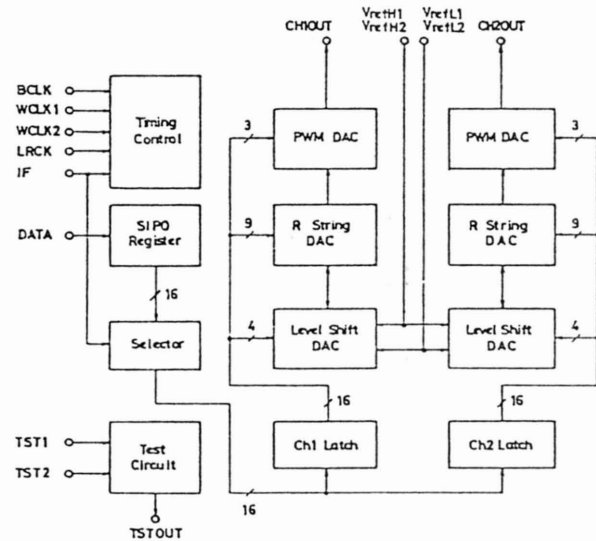 CH1OUT
VrefH1
VrefH2
VrefL1
VrefL2
CH2OUT
BCLK
WCLK1
WCLK2
LRCK
IF
Timing
Control
3
PWM DAC
PWM DAC
3
DATA
SIPO
Register
9
R String
DAC
R String
DAC
9
16
Selector
4
Level Shift
DAC
Level Shift
DAC
4
16
16
TST1
TST2
Test
Circuit
Ch1 Latch
Ch2 Latch
16
TSTOUT